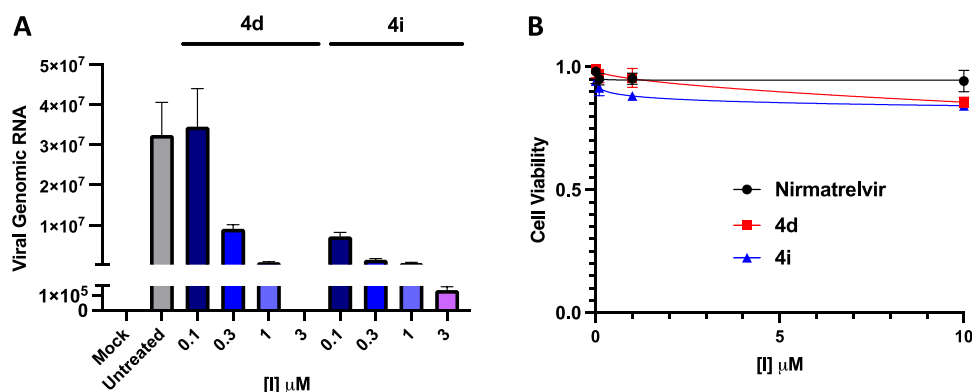 A
4d
4i
Viral Genomic RNA
5×10⁷
4×10⁷
3×10⁷
2×10⁷
1×10⁷
1×10⁵
0
Mock
Untreated
0.1
0.3
1
3
0.1
0.3
1
3
[I] μM
B
Cell Viability
1.0
0.5
0.0
Nirmatrelvir
4d
4i
0
5
10
[I] μM